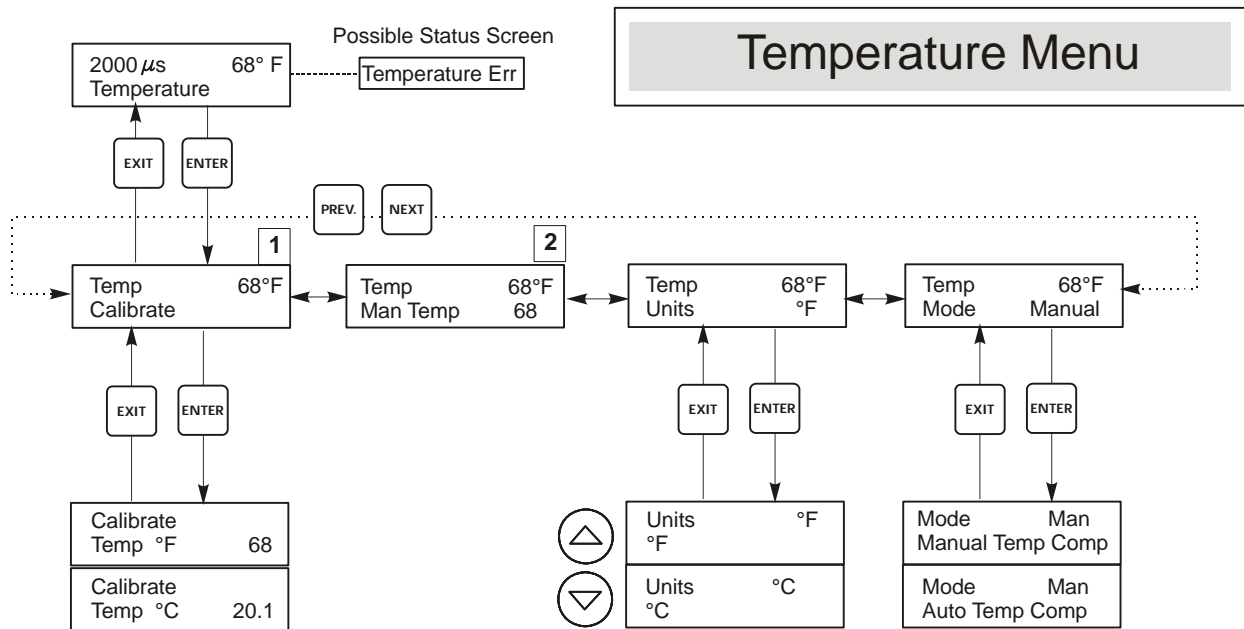 Temperature Menu
Possible Status Screen
2000 µs 68° F
Temperature
Temperature Err
EXIT ENTER
PREV. NEXT
1
2
Temp 68°F
Calibrate
Temp 68°F
Man Temp 68
Temp 68°F
Units °F
Temp 68°F
Mode Manual
EXIT ENTER
EXIT ENTER
EXIT ENTER
Calibrate
Temp °F 68
Calibrate
Temp °C 20.1
Units °F
°F
Units °C
°C
Mode Man
Manual Temp Comp
Mode Man
Auto Temp Comp